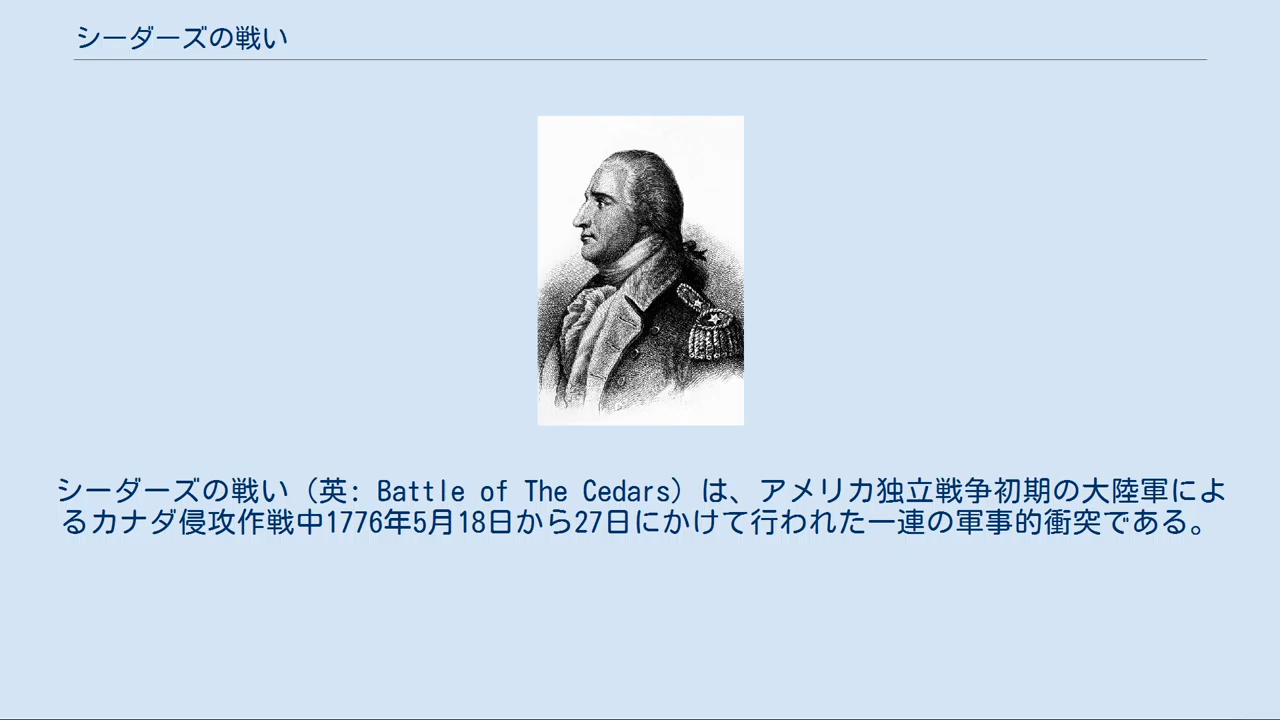 シーダーズの戦い
シーダーズの戦い（英: Battle of The Cedars）は、アメリカ独立戦争初期の大陸軍によ
るカナダ侵攻作戦中1776年5月18日から27日にかけて行われた一連の軍事的衝突である。